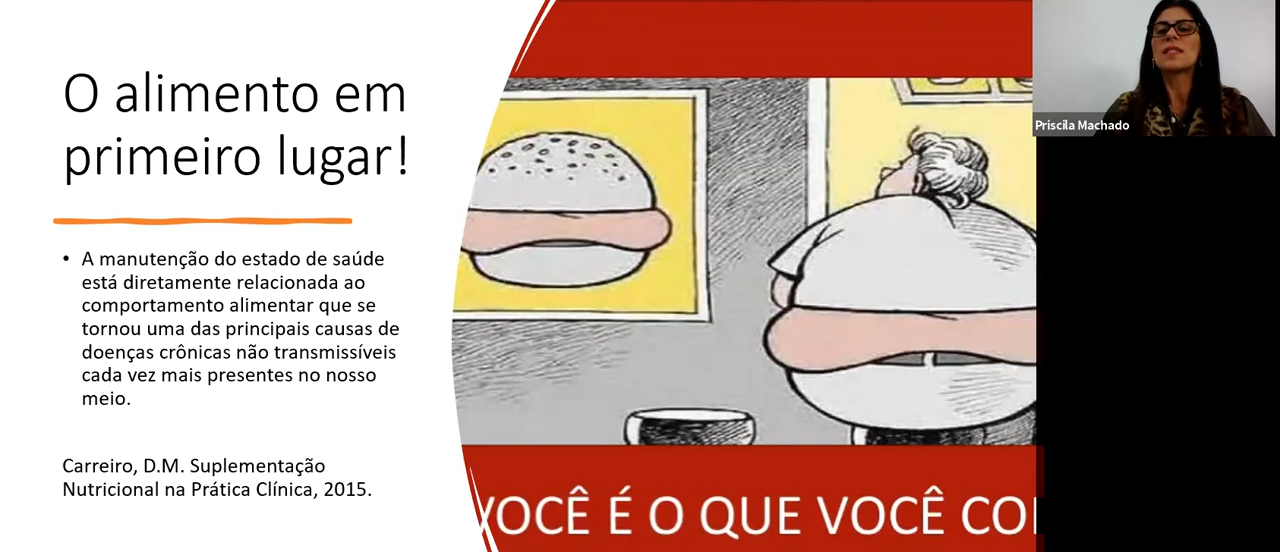 O alimento em
primeiro lugar!
• A manutenção do estado de saúde
está diretamente relacionada ao
comportamento alimentar que se
tornou uma das principais causas de
doenças crônicas não transmissíveis
cada vez mais presentes no nosso
meio.
Carreiro, D.M. Suplementação
Nutricional na Prática Clínica, 2015.
VOCÊ É O QUE VOCÊ
Priscila Machado